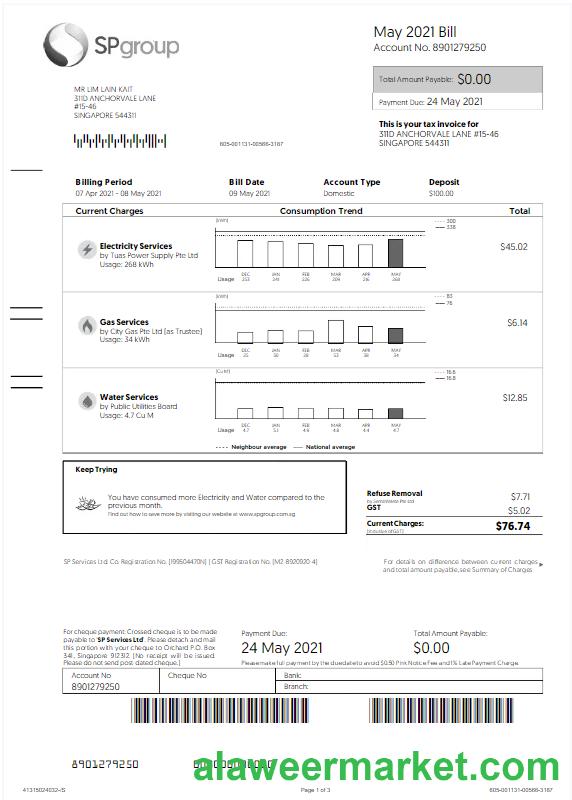 SPgroup
May 2021 Bill
Account No. 8901279250
Total Amount Payable: $0.00
Payment Due: 24 May 2021
MR LIM LAIN KAIT
311D ANCHORVALE LANE
#15-46
SINGAPORE 544311
This is your tax invoice for
311D ANCHORVALE LANE #15-46
SINGAPORE 544311
605-001131-00566-3187
Billing Period Bill Date Account Type Deposit
07 Apr 2021 - 08 May 2021 09 May 2021 Domestic $100.00
Current Charges Consumption Trend Total
(kWh)
300
338
Electricity Services
by Tuas Power Supply Pte Ltd
Usage: 268 kWh
$45.02
DEC JAN FEB MAR APR MAY
Usage 253 241 226 209 216 268
(kWh)
83
76
Gas Services
by City Gas Pte Ltd (as Trustee)
Usage: 34 kWh
$6.14
DEC JAN FEB MAR APR MAY
Usage 25 30 28 53 38 34
(Cu M)
16.6
16.8
Water Services
by Public Utilities Board
Usage: 4.7 Cu M
$12.85
DEC JAN FEB MAR APR MAY
Usage 4.7 5.1 4.9 4.8 4.4 4.7
Neighbour average National average
Keep Trying
You have consumed more Electricity and Water compared to the
previous month.
Find out how to save more by visiting our website at www.spgroup.com.sg
Refuse Removal $7.71
GST $5.02
Current Charges: $76.74
(Inclusive of GST)
SP Services Ltd. Co. Registration No. [199504470N] | GST Registration No. [M2-8920920-4]
For details on difference between current charges
and total amount payable, see Summary of Charges
For cheque payment: Crossed cheque is to be made
payable to 'SP Services Ltd'. Please detach and mail
this portion with your cheque to Orchard P.O. Box
341, Singapore 912312. [No receipt will be issued.
Please do not send post dated cheque.]
Payment Due: Total Amount Payable:
24 May 2021 $0.00
Please make full payment by the due date to avoid $0.50 Pink Notice Fee and 1% Late Payment Charge.
Account No Cheque No Bank:
8901279250 Branch:
8901279250
alaweermarket.com
41315024032-/S Page 1 of 3 605-001131-00566-3187